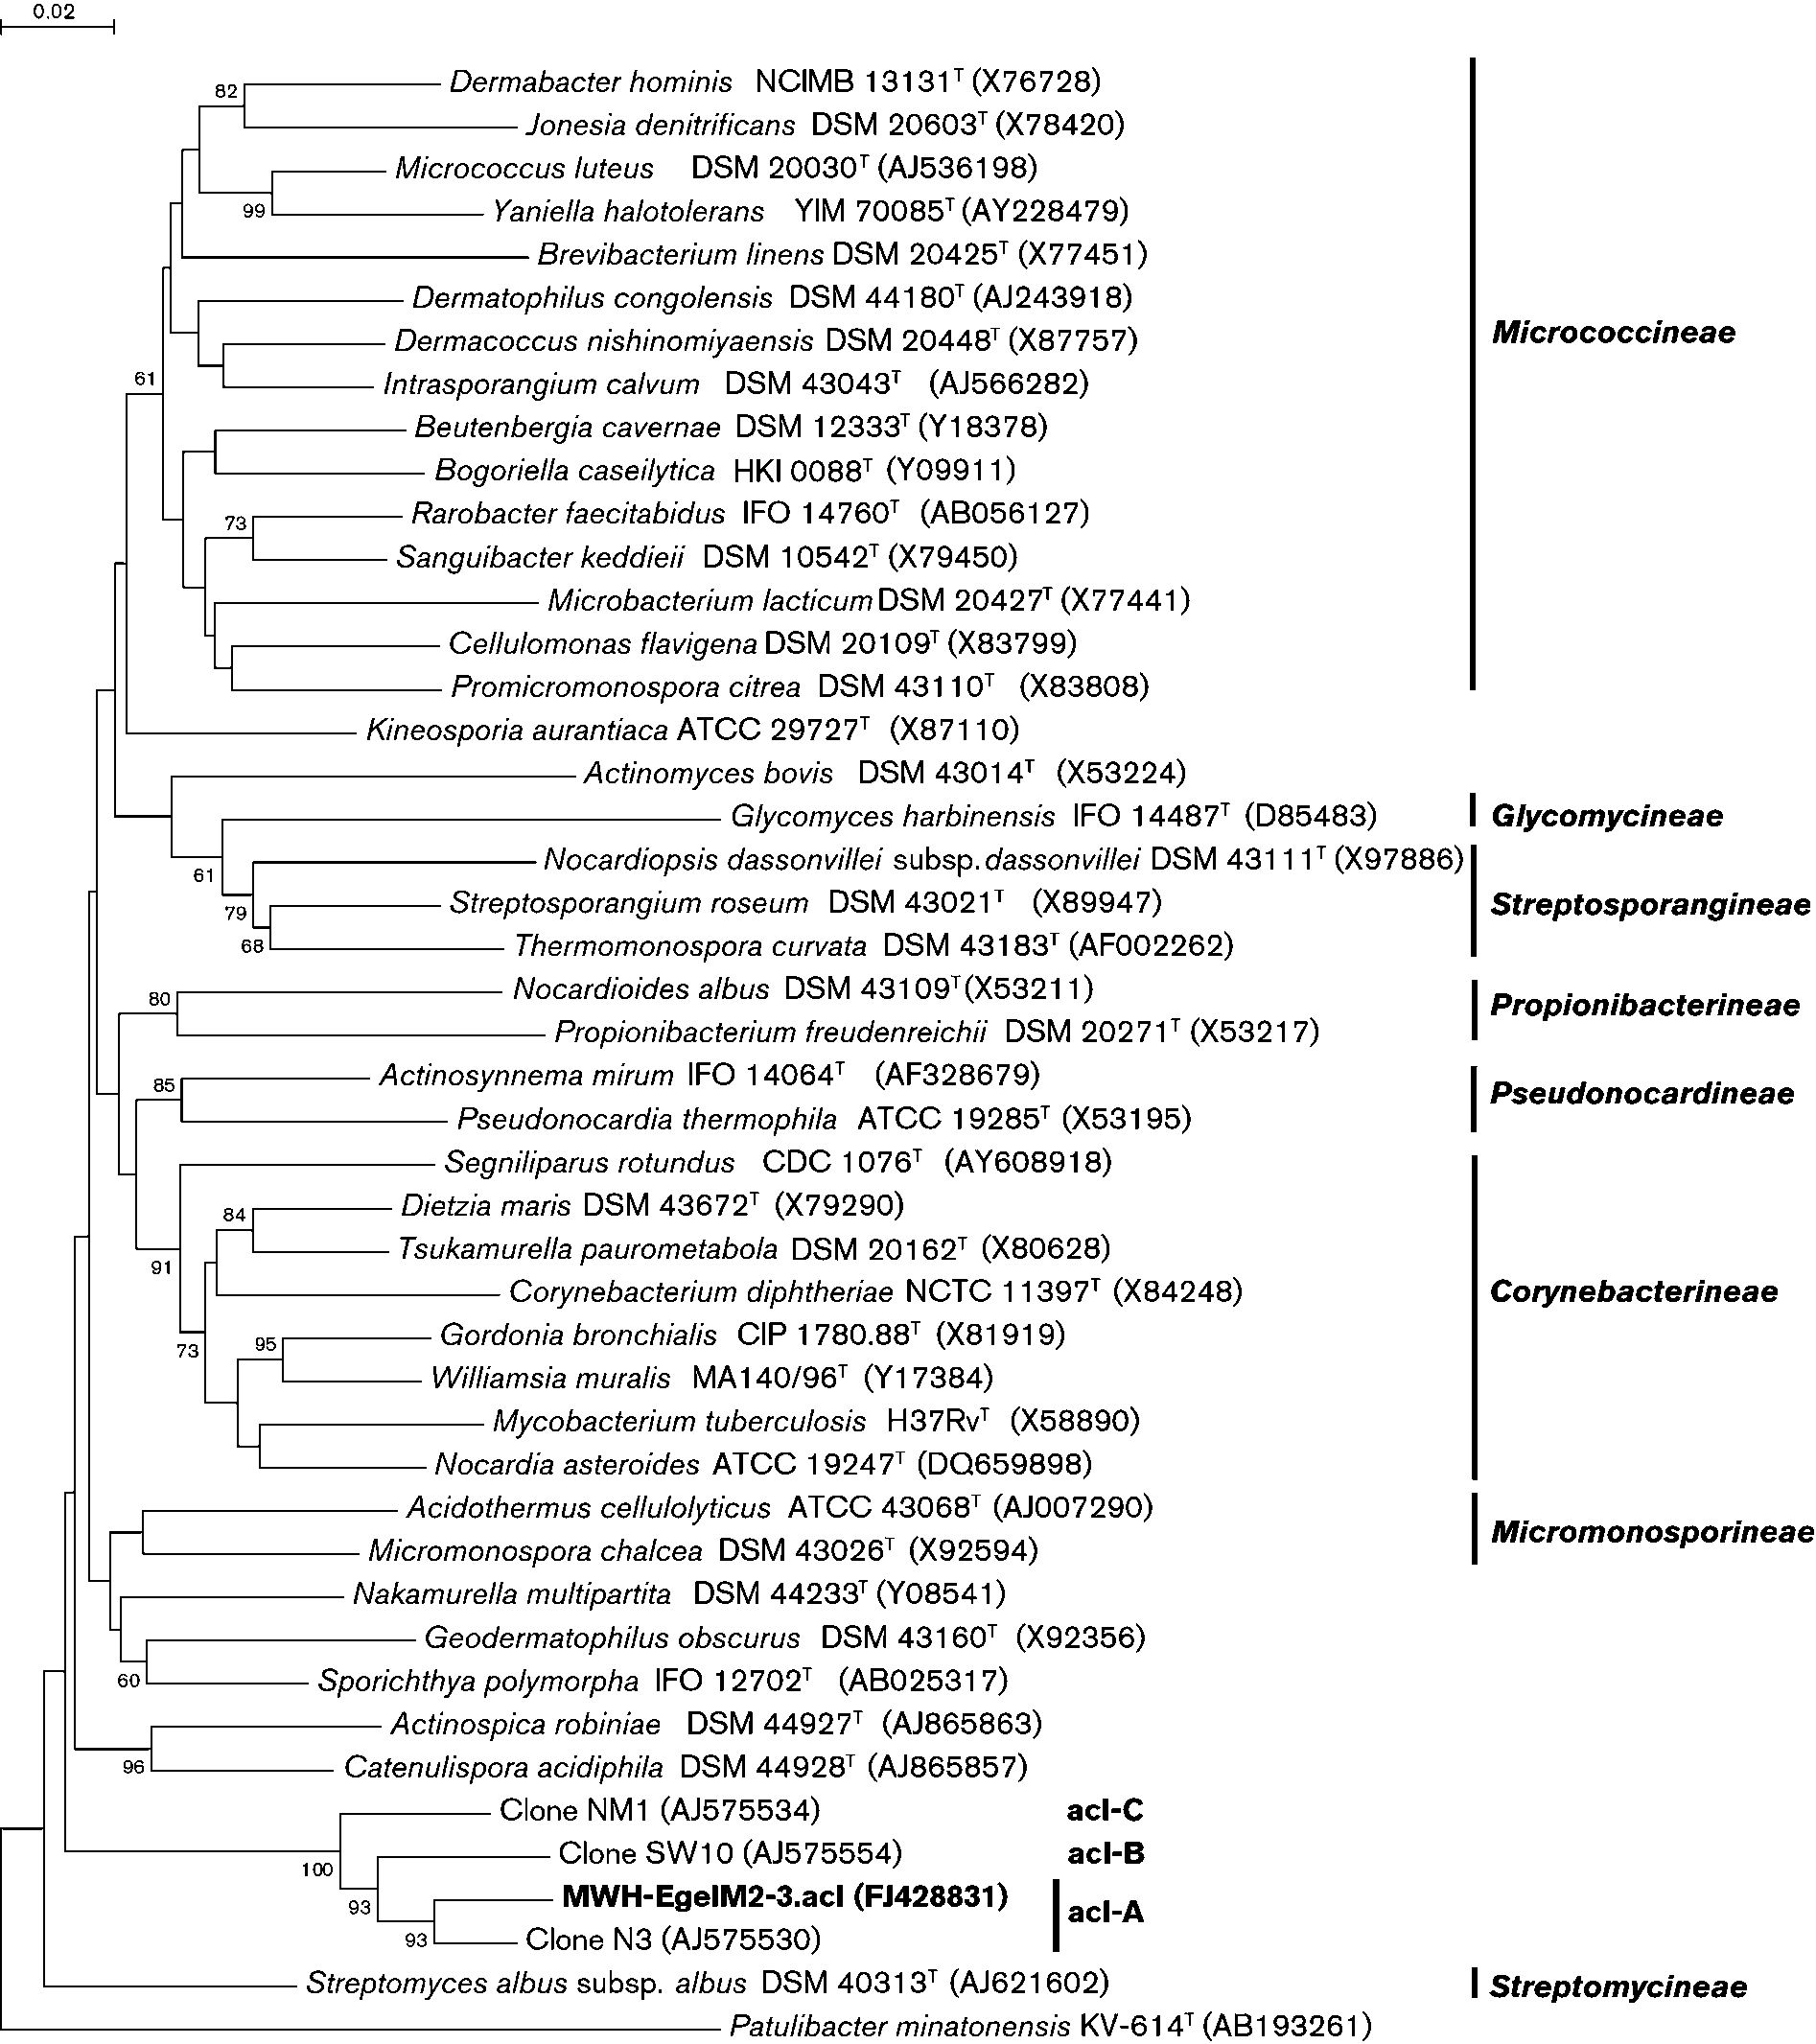 0.02
82
Dermabacter hominis NCIMB 13131T (X76728)
Jonesia denitrificans DSM 20603T (X78420)
Micrococcus luteus DSM 20030T (AJ536198)
99
Yaniella halotolerans YIM 70085T (AY228479)
Brevibacterium linens DSM 20425T (X77451)
Dermatophilus congolensis DSM 44180T (AJ243918)
Micrococcineae
Dermacoccus nishinomiyaensis DSM 20448T (X87757)
61
Intrasporangium calvum DSM 43043T (AJ566282)
Beutenbergia cavernae DSM 12333T (Y18378)
Bogoriella caseilytica HKI 0088T (Y09911)
Rarobacter faecitabidus IFO 14760T (AB056127)
73
Sanguibacter keddieii DSM 10542T (X79450)
Microbacterium lacticum DSM 20427T (X77441)
Cellulomonas flavigena DSM 20109T (X83799)
Promicromonospora citrea DSM 43110T (X83808)
Kineosporia aurantiaca ATCC 29727T (X87110)
Actinomyces bovis DSM 43014T (X53224)
Glycomyces harbinensis IFO 14487T (D85483)
Glycomycineae
Nocardiopsis dassonvillei subsp. dassonvillei DSM 43111T (X97886)
61
Streptosporangium roseum DSM 43021T (X89947)
Streptosporangineae
79
68
Thermomonospora curvata DSM 43183T (AF002262)
Nocardioides albus DSM 43109T (X53211)
80
Propionibacterineae
Propionibacterium freudenreichii DSM 20271T (X53217)
Actinosynnema mirum IFO 14064T (AF328679)
85
Pseudonocardineae
Pseudonocardia thermophila ATCC 19285T (X53195)
Segniliparus rotundus CDC 1076T (AY608918)
Dietzia maris DSM 43672T (X79290)
84
Tsukamurella paurometabola DSM 20162T (X80628)
91
Corynebacterium diphtheriae NCTC 11397T (X84248)
Corynebacterineae
Gordonia bronchialis CIP 1780.88T (X81919)
95
73
Williamsia muralis MA140/96T (Y17384)
Mycobacterium tuberculosis H37RvT (X58890)
Nocardia asteroides ATCC 19247T (DQ659898)
Acidothermus cellulolyticus ATCC 43068T (AJ007290)
Micromonosporineae
Micromonospora chalcea DSM 43026T (X92594)
Nakamurella multipartita DSM 44233T (Y08541)
Geodermatophilus obscurus DSM 43160T (X92356)
60
Sporichthya polymorpha IFO 12702T (AB025317)
Actinospica robiniae DSM 44927T (AJ865863)
96
Catenulispora acidiphila DSM 44928T (AJ865857)
Clone NM1 (AJ575534) acI-C
Clone SW10 (AJ575554) acI-B
100
MWH-EgelM2-3.acI (FJ428831)
93
acI-A
93
Clone N3 (AJ575530)
Streptomyces albus subsp. albus DSM 40313T (AJ621602)
Streptomycineae
Patulibacter minatonensis KV-614T (AB193261)